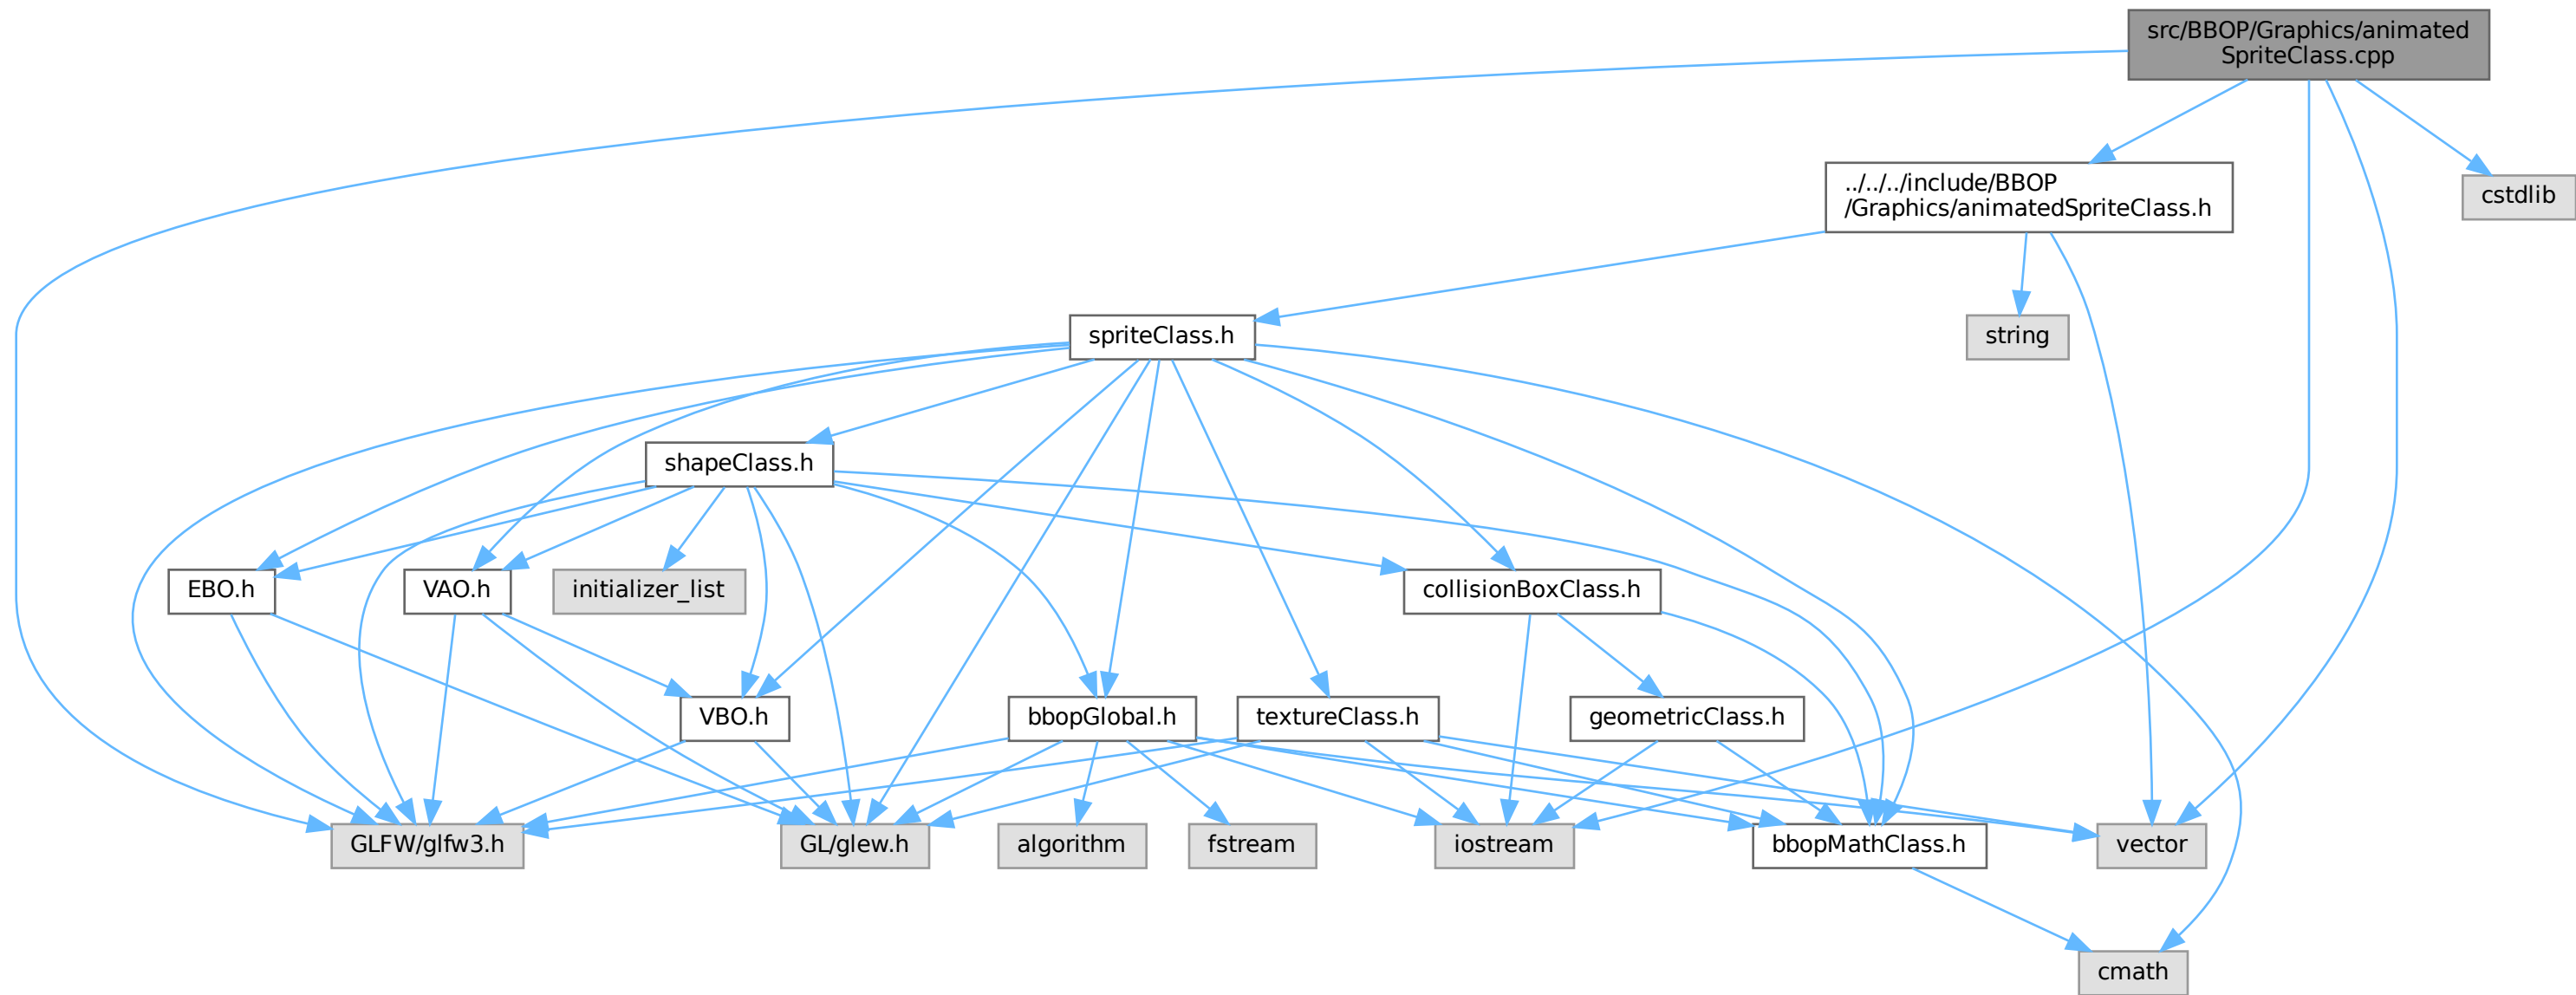 src/BBOP/Graphics/animated
SpriteClass.cpp
../../../include/BBOP
/Graphics/animatedSpriteClass.h
cstdlib
spriteClass.h
string
shapeClass.h
EBO.h
VAO.h
initializer_list
collisionBoxClass.h
VBO.h
bbopGlobal.h
textureClass.h
geometricClass.h
GLFW/glfw3.h
GL/glew.h
algorithm
fstream
iostream
bbopMathClass.h
vector
cmath